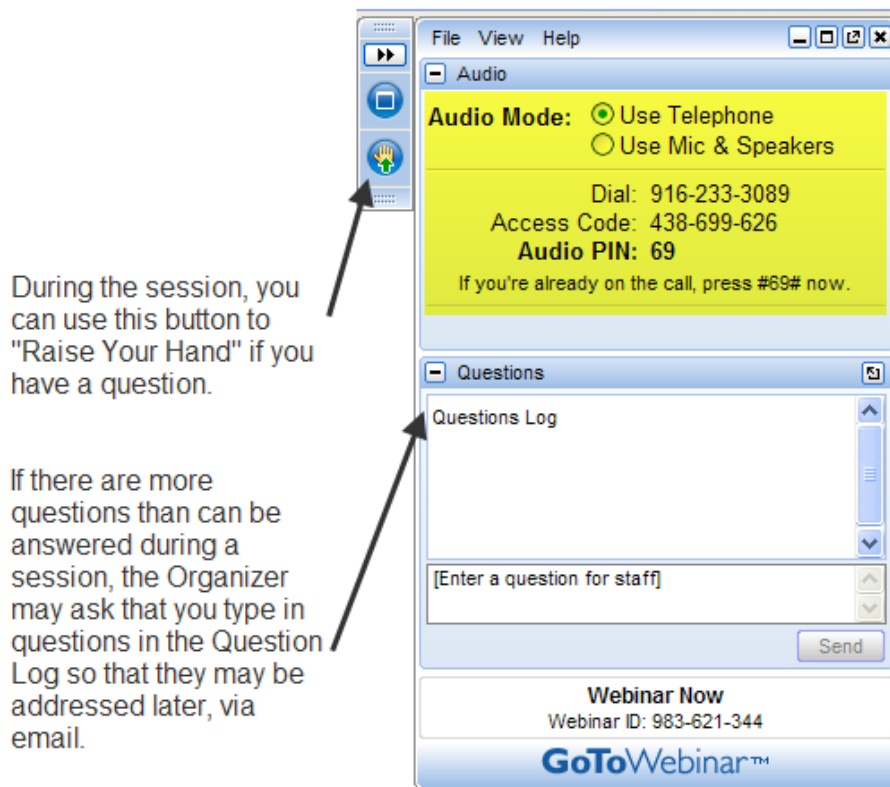 File View Help
Audio
Audio Mode: Use Telephone
Use Mic & Speakers
Dial: 916-233-3089
Access Code: 438-699-626
Audio PIN: 69
If you're already on the call, press #69# now.
During the session, you
can use this button to
"Raise Your Hand" if you
have a question.
Questions
Questions Log
If there are more
questions than can be
answered during a
session, the Organizer
may ask that you type in
questions in the Question
Log so that they may be
addressed later, via
email.
[Enter a question for staff]
Send
Webinar Now
Webinar ID: 983-621-344
GoToWebinar™